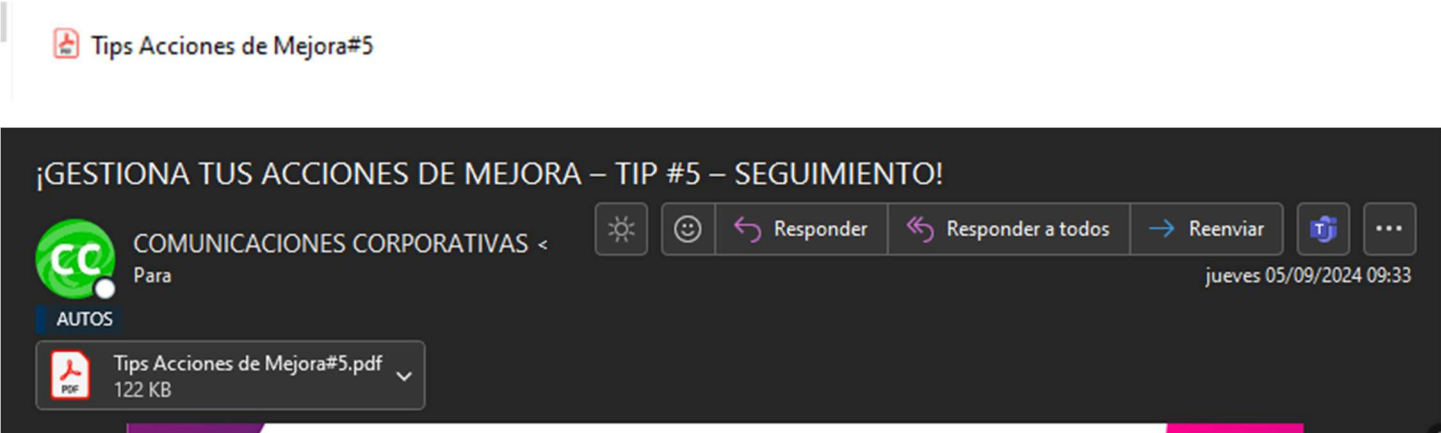 Tips Acciones de Mejora#5
¡GESTIONA TUS ACCIONES DE MEJORA – TIP #5 – SEGUIMIENTO!
CC
COMUNICACIONES CORPORATIVAS <
Responder
Responder a todos
Reenviar
Para
jueves 05/09/2024 09:33
AUTOS
PDF
Tips Acciones de Mejora#5.pdf
122 KB